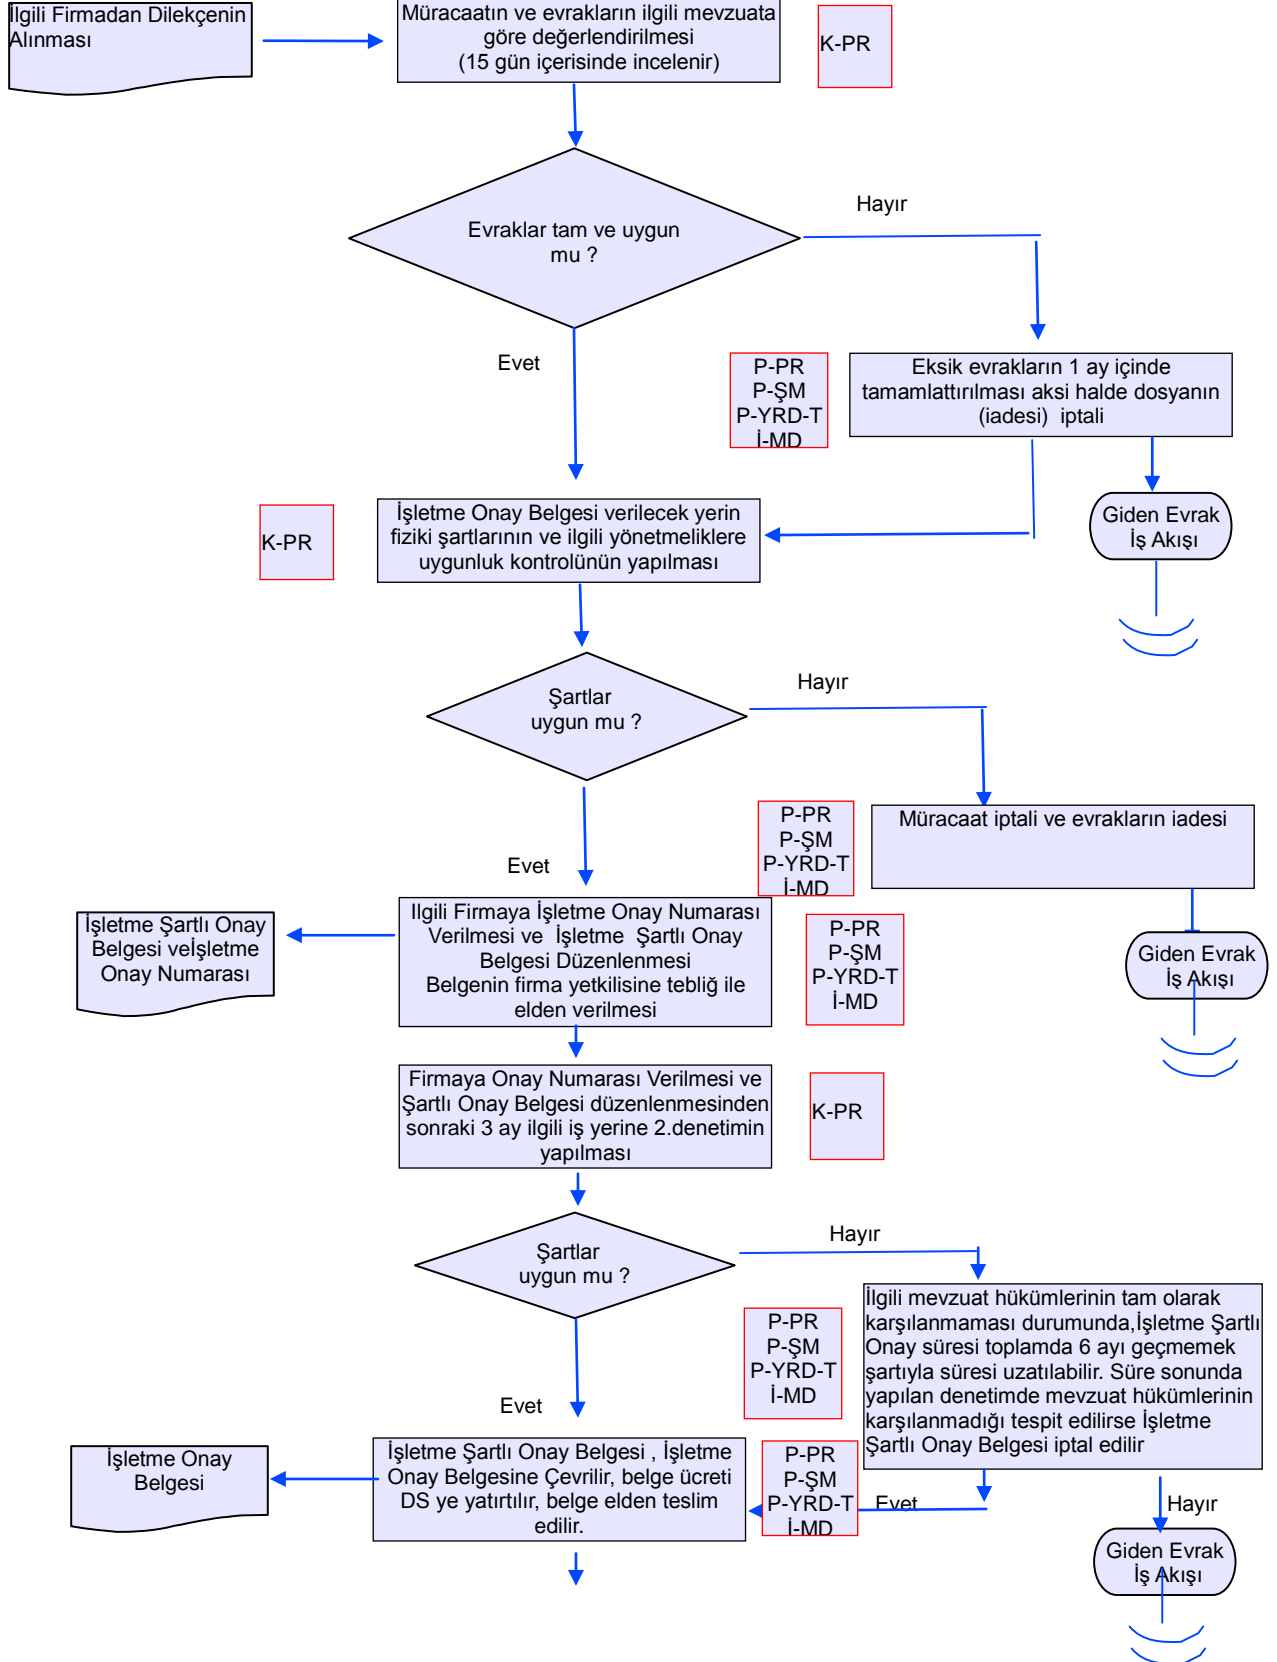 İlgili Firmadan Dilekçenin
Alınması
Müracaatın ve evrakların ilgili mevzuata
göre değerlendirilmesi
(15 gün içerisinde incelenir)
K-PR
Evraklar tam ve uygun
mu ?
Hayır
Evet
P-PR
P-ŞM
P-YRD-T
İ-MD
Eksik evrakların 1 ay içinde
tamamlattırılması aksi halde dosyanın
(iadesi) iptali
K-PR
İşletme Onay Belgesi verilecek yerin
fiziki şartlarının ve ilgili yönetmeliklere
uygunluk kontrolünün yapılması
Giden Evrak
İş Akışı
Şartlar
uygun mu ?
Hayır
Evet
P-PR
P-ŞM
P-YRD-T
İ-MD
Müracaat iptali ve evrakların iadesi
İşletme Şartlı Onay
Belgesi veİşletme
Onay Numarası
Ilgili Firmaya İşletme Onay Numarası
Verilmesi ve İşletme Şartlı Onay
Belgesi Düzenlenmesi
Belgenin firma yetkilisine tebliğ ile
elden verilmesi
P-PR
P-ŞM
P-YRD-T
İ-MD
Giden Evrak
İş Akışı
Firmaya Onay Numarası Verilmesi ve
Şartlı Onay Belgesi düzenlenmesinden
sonraki 3 ay ilgili iş yerine 2.denetimin
yapılması
K-PR
Şartlar
uygun mu ?
Hayır
Evet
P-PR
P-ŞM
P-YRD-T
İ-MD
İlgili mevzuat hükümlerinin tam olarak
karşılanmaması durumunda,İşletme Şartlı
Onay süresi toplamda 6 ayı geçmemek
şartıyla süresi uzatılabilir. Süre sonunda
yapılan denetimde mevzuat hükümlerinin
karşılanmadığı tespit edilirse İşletme
Şartlı Onay Belgesi iptal edilir
İşletme Onay
Belgesi
İşletme Şartlı Onay Belgesi , İşletme
Onay Belgesine Çevrilir, belge ücreti
DS ye yatırtılır, belge elden teslim
edilir.
P-PR
P-ŞM
P-YRD-T
İ-MD
Evet
Hayır
Giden Evrak
İş Akışı